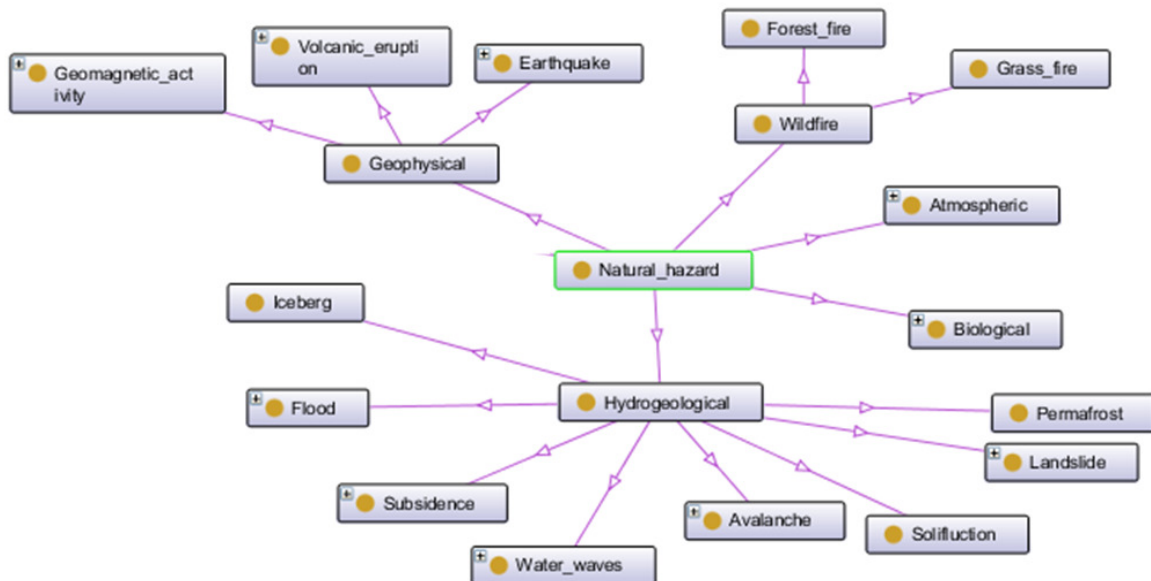 Forest_fire
Volcanic_erupti
on
Earthquake
Geomagnetic_act
ivity
Grass_fire
Wildfire
Geophysical
Atmospheric
Natural_hazard
Iceberg
Biological
Hydrogeological
Flood
Permafrost
Landslide
Subsidence
Avalanche
Solifluction
Water_waves